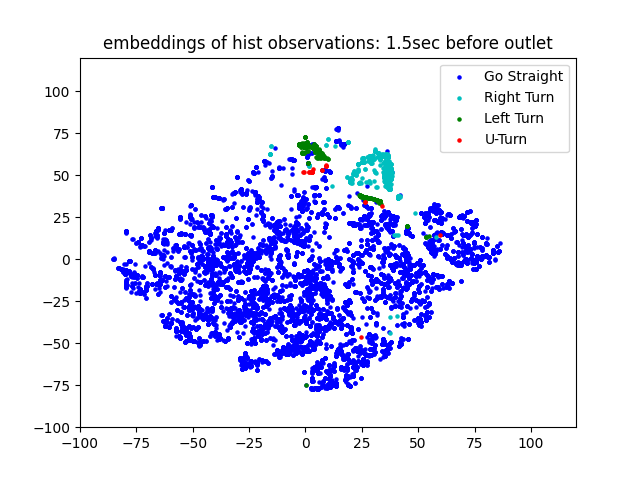 embeddings of hist observations: 1.5sec before outlet
Go Straight
Right Turn
Left Turn
U-Turn
100
75
50
25
0
−25
−50
−75
−100
−100 −75 −50 −25 0 25 50 75 100